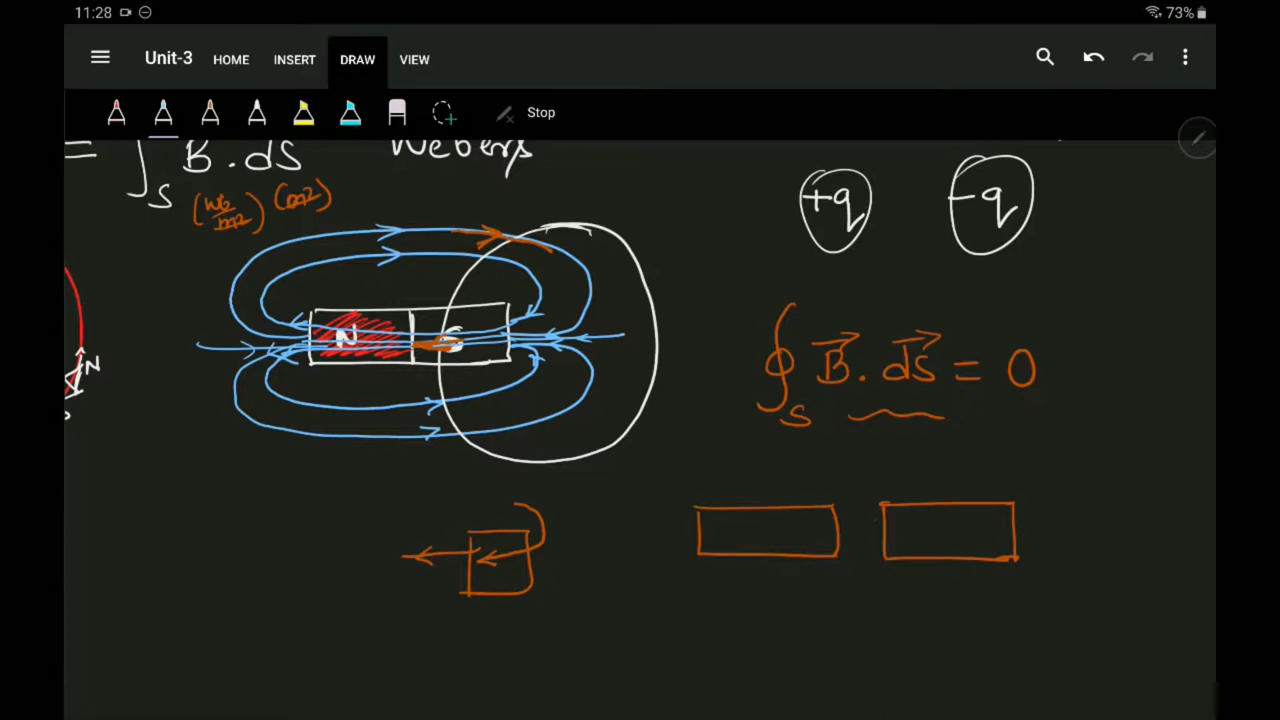 11:28 73%
Unit-3 HOME INSERT DRAW VIEW
Stop
= ∫S B . dS Webers
(wb/m2) (m2)
+q -q
N S
N
∮S B⃗ . ds⃗ = 0